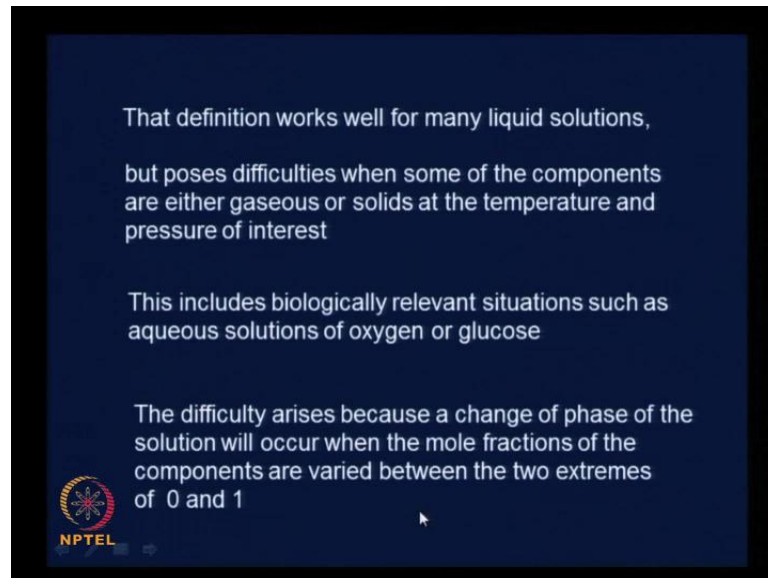 That definition works well for many liquid solutions,
but poses difficulties when some of the components
are either gaseous or solids at the temperature and
pressure of interest
This includes biologically relevant situations such as
aqueous solutions of oxygen or glucose
The difficulty arises because a change of phase of the
solution will occur when the mole fractions of the
components are varied between the two extremes
of 0 and 1
NPTEL